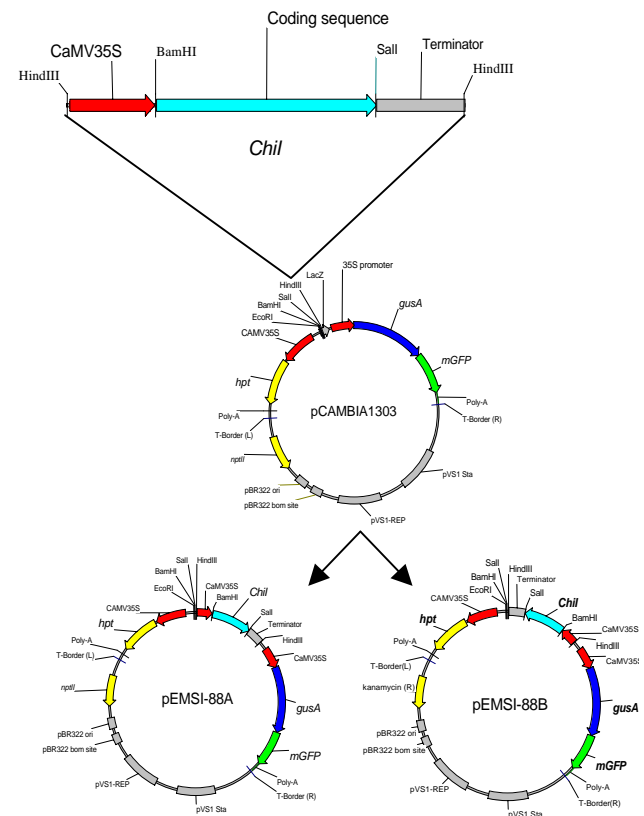 Coding sequence
CaMV35S
BamHI
SalI
Terminator
HindIII
HindIII
ChiI
35S promoter
LacZ
HindIII
SalI
BamHI
EcoRI
CAMV35S
gusA
mGFP
hpt
Poly-A
pCAMBIA1303
Poly-A
T-Border (R)
T-Border (L)
nptII
pVS1 Sta
pBR322 ori
pBR322 bom site
pVS1-REP
SalI
HindIII
BamHI
CaMV35S
ChiI
BamHI
EcoRI
SalI
CAMV35S
Terminator
hpt
HindIII
Poly-A
CaMV35S
T-Border (L)
nptII
pEMSI-88A
gusA
pBR322 ori
pBR322 bom site
mGFP
pVS1-REP
Poly-A
T-Border (R)
pVS1 Sta
SalI
HindIII
BamHI
Terminator
EcoRI
SalI
ChiI
CAMV35S
BamHI
hpt
CaMV35S
HindIII
Poly-A
CaMV35S
T-Border(L)
kanamycin (R)
pEMSI-88B
gusA
pBR322 ori
pBR322 bom site
mGFP
pVS1-REP
Poly-A
T-Border (R)
pVS1 Sta